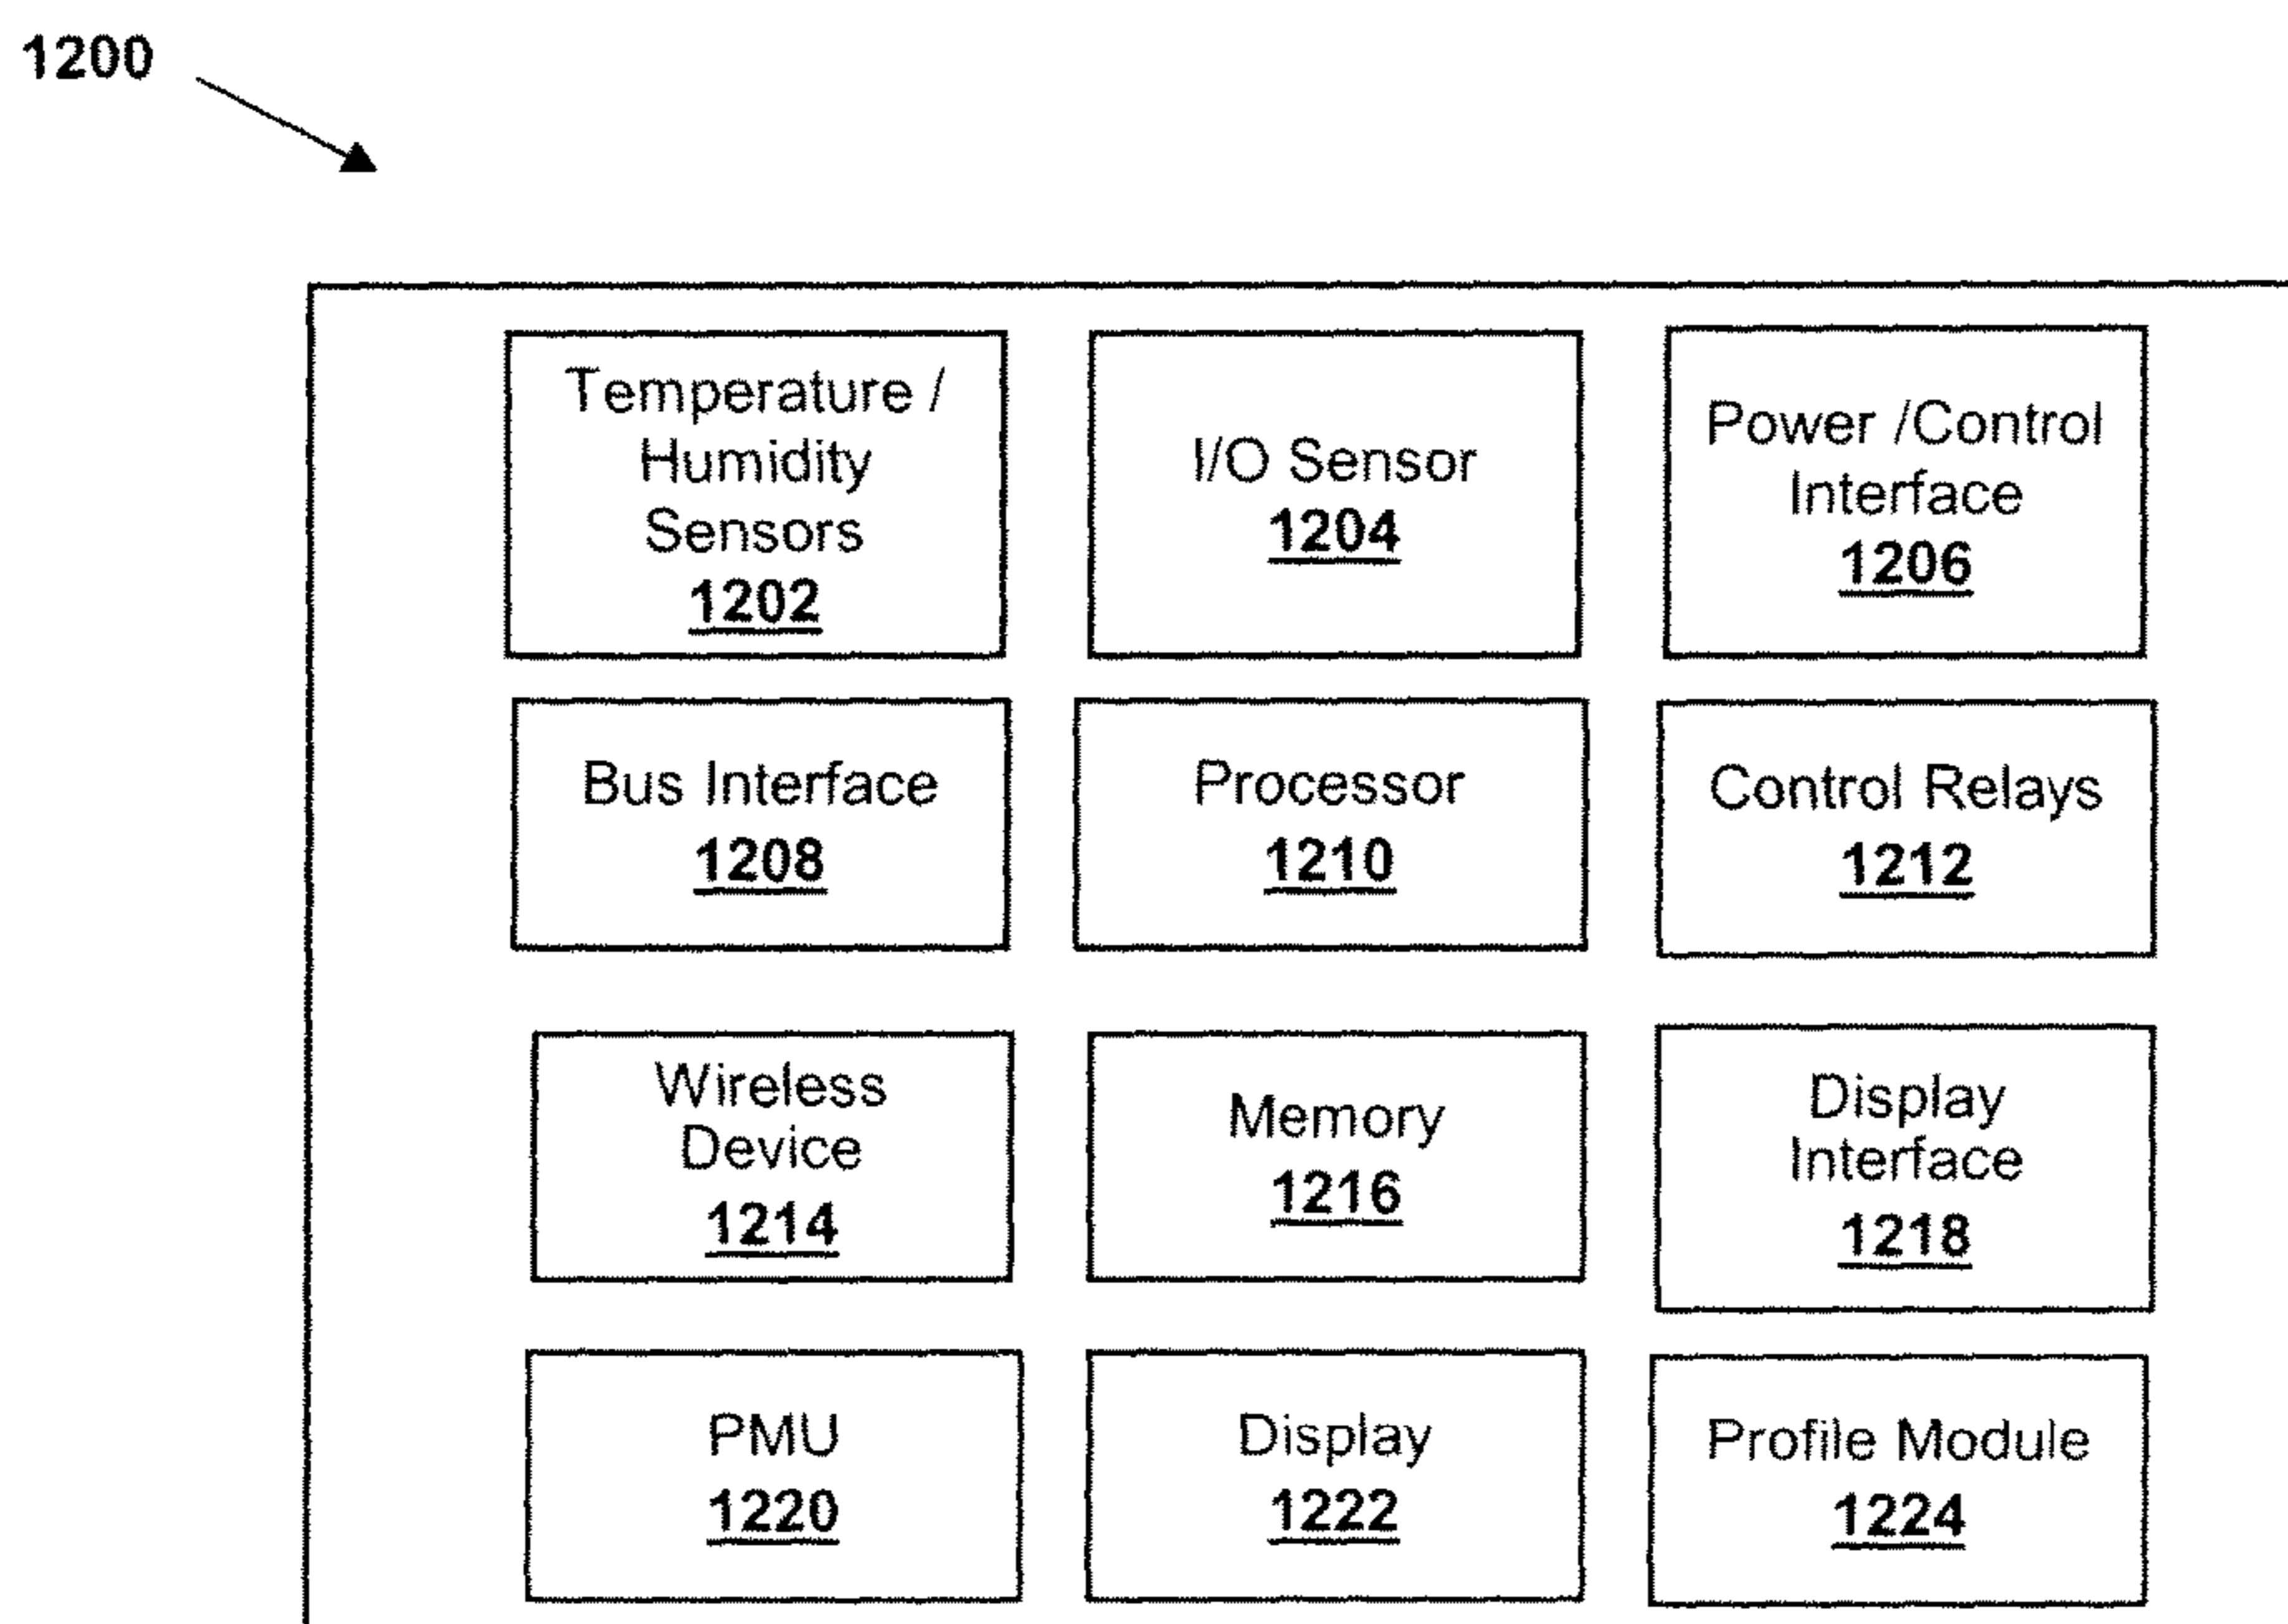 1200
Temperature /
Humidity
Sensors
1202
I/O Sensor
1204
Power /Control
Interface
1206
Bus Interface
1208
Processor
1210
Control Relays
1212
Wireless
Device
1214
Memory
1216
Display
Interface
1218
PMU
1220
Display
1222
Profile Module
1224